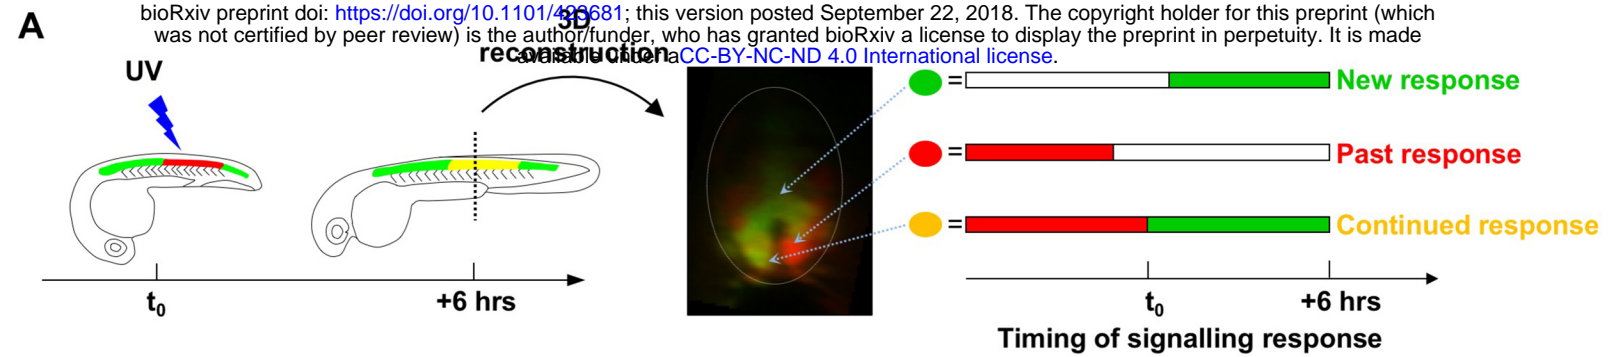 bioRxiv preprint doi: https://doi.org/10.1101/423681; this version posted September 22, 2018. The copyright holder for this preprint (which
was not certified by peer review) is the author/funder, who has granted bioRxiv a license to display the preprint in perpetuity. It is made
available under aCC-BY-NC-ND 4.0 International license.
A
3D
reconstruction
UV
t0
+6 hrs
= New response
= Past response
= Continued response
t0
+6 hrs
Timing of signalling response